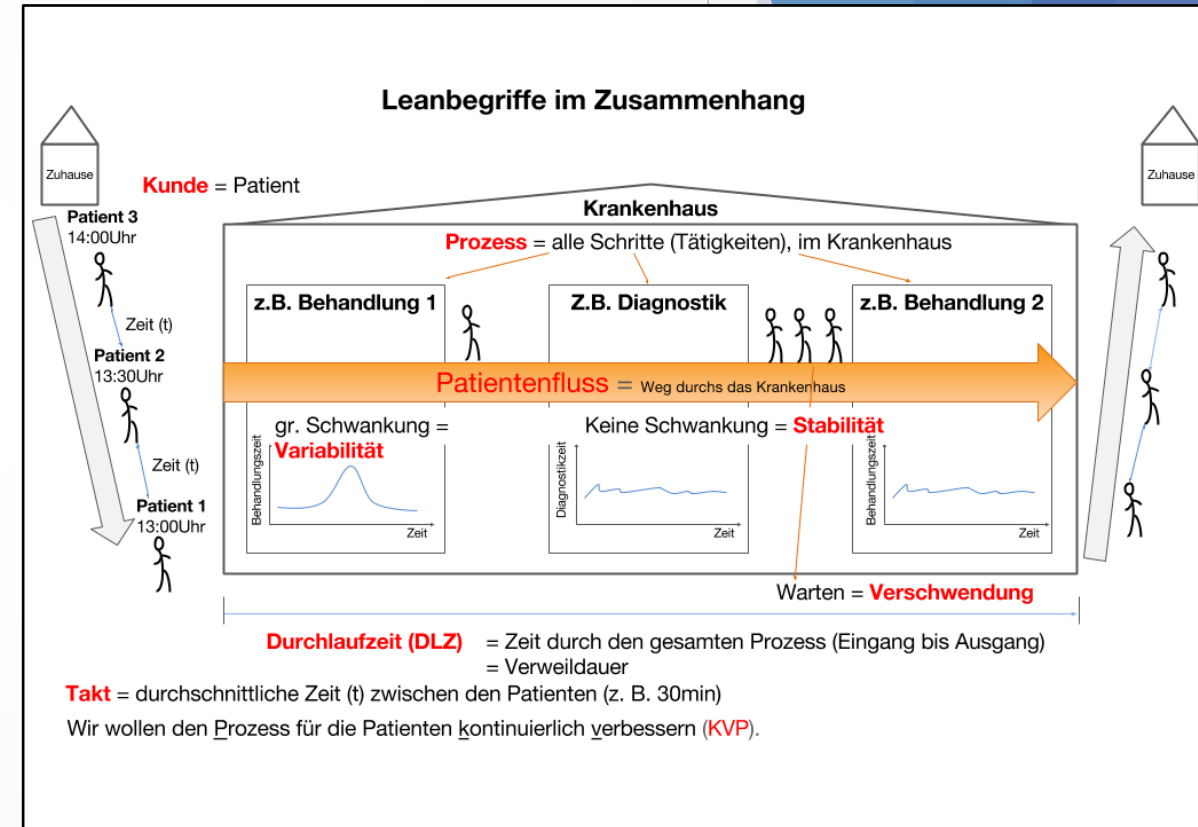 Leanbegriffe im Zusammenhang
Zuhause
Zuhause
Kunde = Patient
Patient 3
14:00Uhr
Zeit (t)
Patient 2
13:30Uhr
Zeit (t)
Patient 1
13:00Uhr
Krankenhaus
Prozess = alle Schritte (Tätigkeiten), im Krankenhaus
z.B. Behandlung 1
Z.B. Diagnostik
z.B. Behandlung 2
Patientenfluss = Weg durchs das Krankenhaus
gr. Schwankung =
Variabilität
Keine Schwankung = Stabilität
Behandlungszeit
Zeit
Diagnostikzeit
Zeit
Behandlungszeit
Zeit
Warten = Verschwendung
Durchlaufzeit (DLZ) = Zeit durch den gesamten Prozess (Eingang bis Ausgang)
= Verweildauer
Takt = durchschnittliche Zeit (t) zwischen den Patienten (z. B. 30min)
Wir wollen den Prozess für die Patienten kontinuierlich verbessern (KVP).